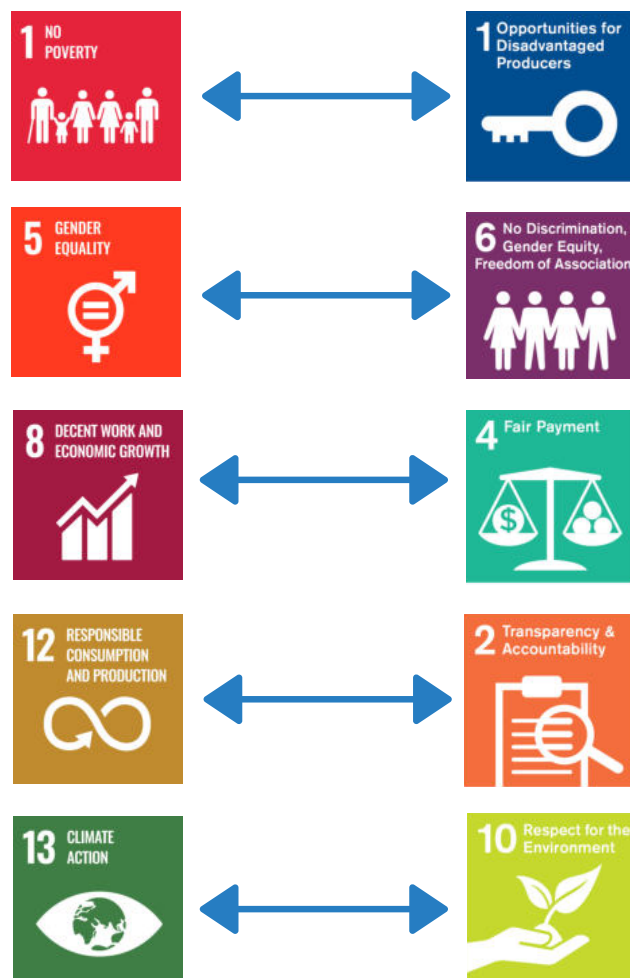 1 NO
POVERTY
1 Opportunities for
Disadvantaged
Producers
5 GENDER
EQUALITY
6 No Discrimination,
Gender Equity,
Freedom of Association
8 DECENT WORK AND
ECONOMIC GROWTH
4 Fair Payment
$
12 RESPONSIBLE
CONSUMPTION
AND PRODUCTION
2 Transparency &
Accountability
13 CLIMATE
ACTION
10 Respect for the
Environment